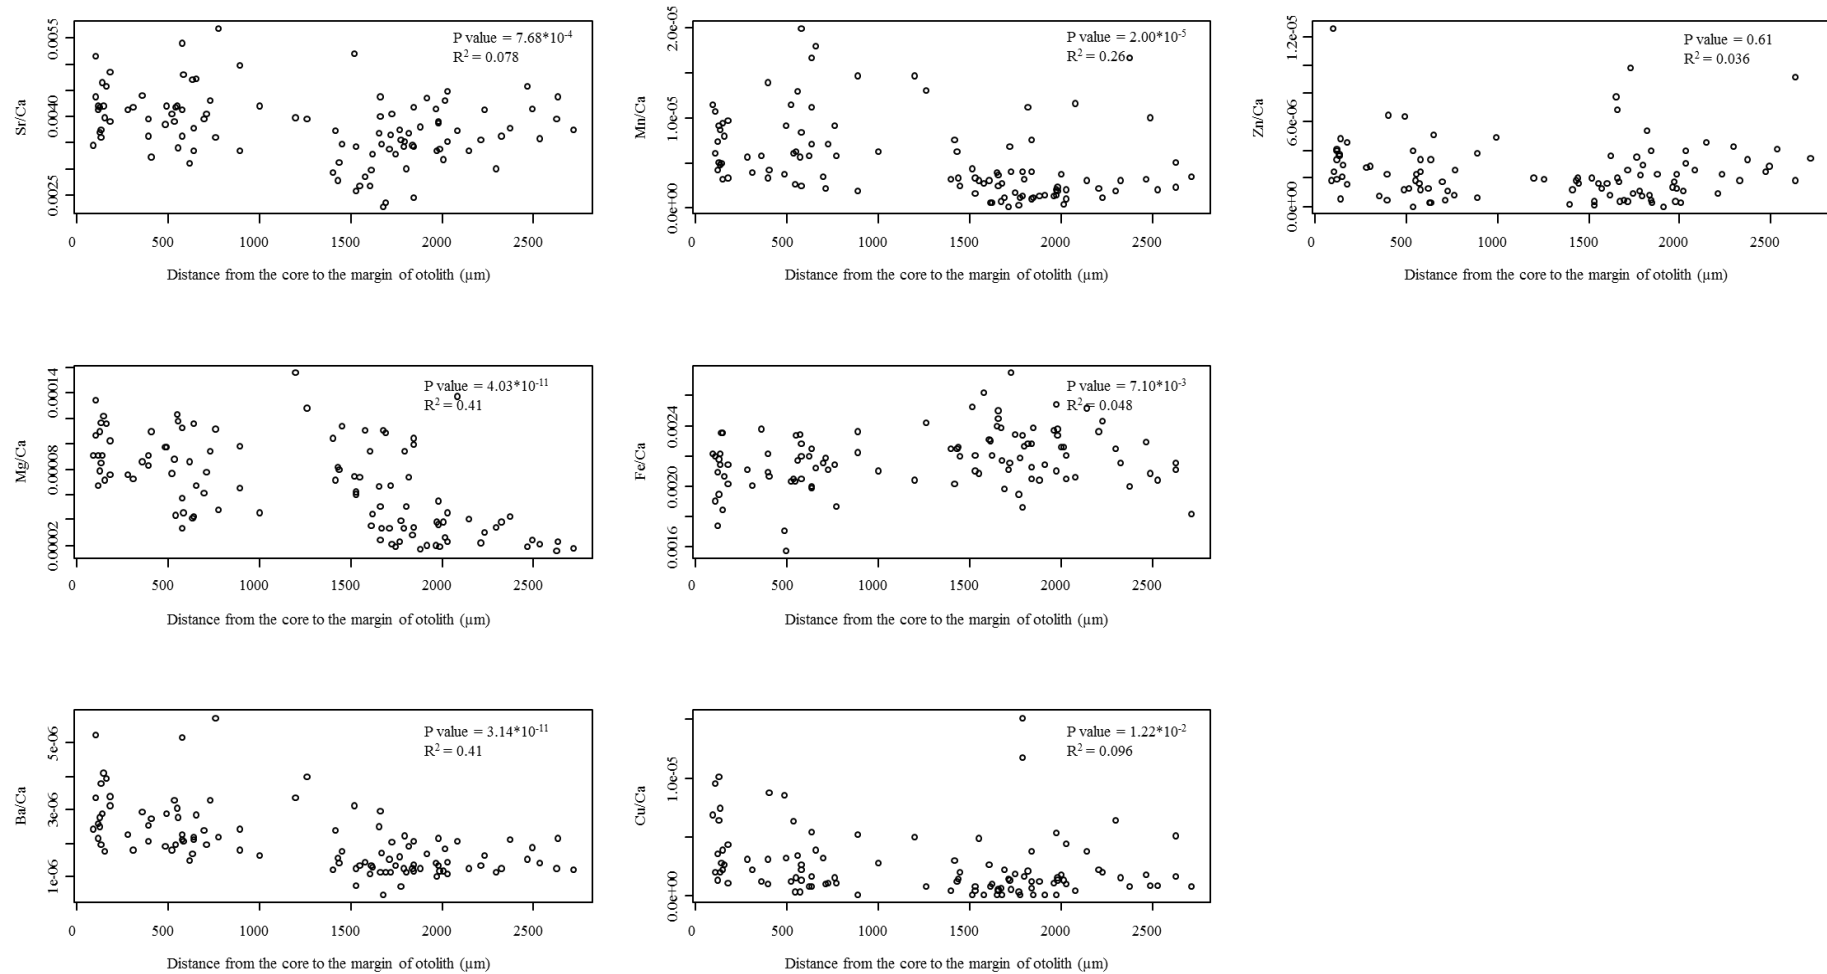 Sr/Ca
0.0055
0.0040
0.0025
P value = 7.68*10-4
R2 = 0.078
0 500 1000 1500 2000 2500
Distance from the core to the margin of otolith (µm)
Mn/Ca
2.0e-05
1.0e-05
0.0e+00
P value = 2.00*10-5
R2 = 0.26
0 500 1000 1500 2000 2500
Distance from the core to the margin of otolith (µm)
Zn/Ca
1.2e-05
6.0e-06
0.0e+00
P value = 0.61
R2 = 0.036
0 500 1000 1500 2000 2500
Distance from the core to the margin of otolith (µm)
Mg/Ca
0.00014
0.00008
0.00002
P value = 4.03*10-11
R2 = 0.41
0 500 1000 1500 2000 2500
Distance from the core to the margin of otolith (µm)
Fe/Ca
0.0024
0.0020
0.0016
P value = 7.10*10-3
R2 = 0.048
0 500 1000 1500 2000 2500
Distance from the core to the margin of otolith (µm)
Ba/Ca
5e-06
3e-06
1e-06
P value = 3.14*10-11
R2 = 0.41
0 500 1000 1500 2000 2500
Distance from the core to the margin of otolith (µm)
Cu/Ca
1.0e-05
0.0e+00
P value = 1.22*10-2
R2 = 0.096
0 500 1000 1500 2000 2500
Distance from the core to the margin of otolith (µm)